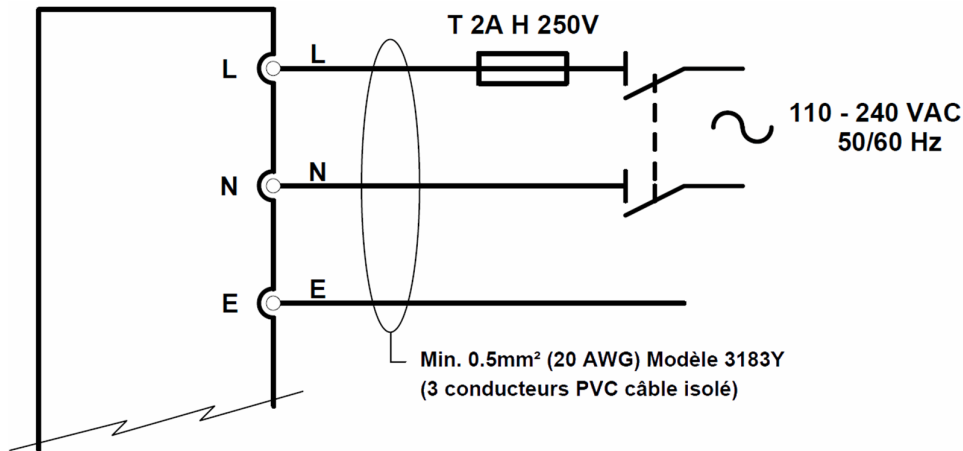 T 2A H 250V
L
L
110 - 240 VAC
50/60 Hz
N
N
E
E
Min. 0.5mm² (20 AWG) Modèle 3183Y
(3 conducteurs PVC câble isolé)